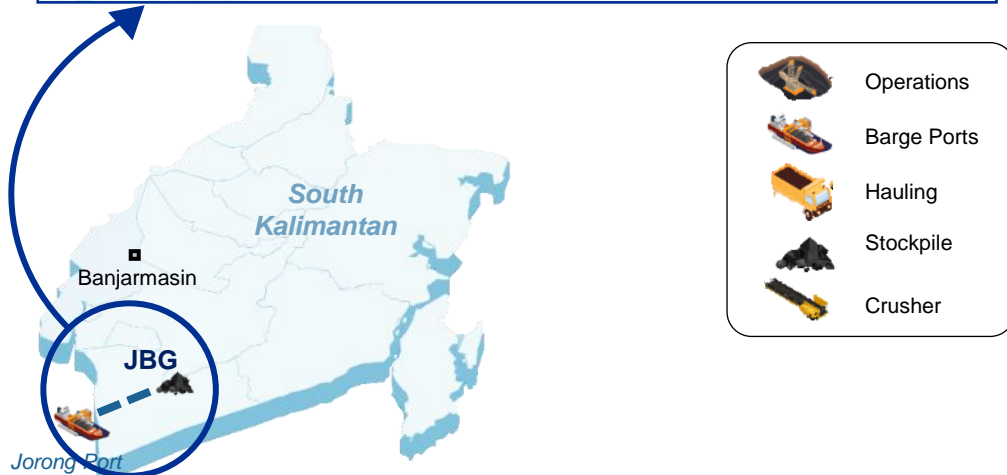 South
Kalimantan
Banjarmasin
JBG
Jorong Port
Operations
Barge Ports
Hauling
Stockpile
Crusher